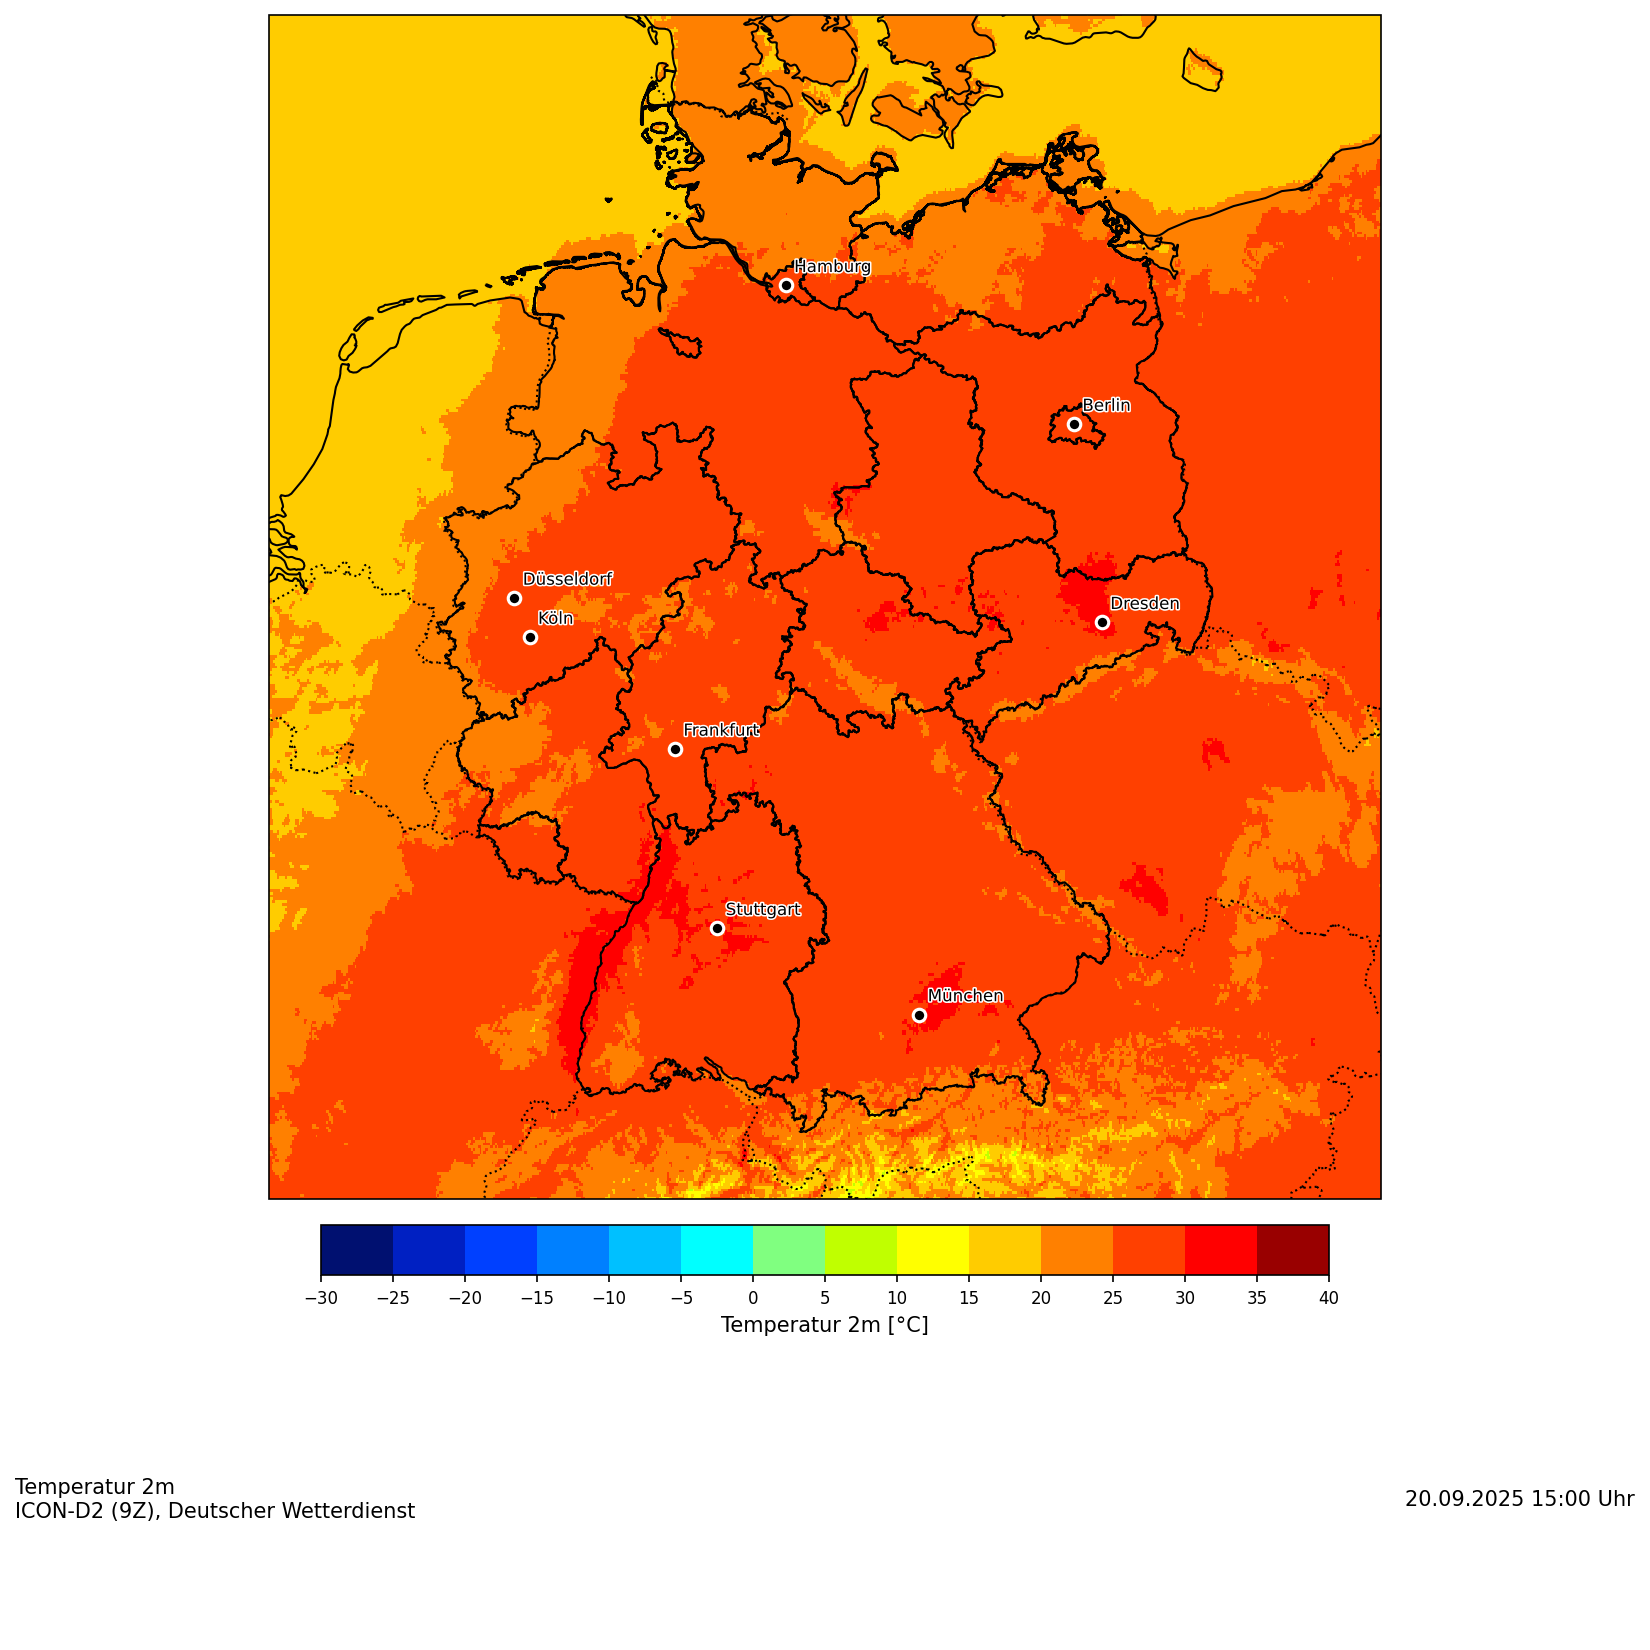 Hamburg
Berlin
Düsseldorf
Dresden
Köln
Frankfurt
Stuttgart
München
−30 −25 −20 −15 −10 −5 0 5 10 15 20 25 30 35 40
Temperatur 2m [°C]
Temperatur 2m
ICON-D2 (9Z), Deutscher Wetterdienst
20.09.2025 15:00 Uhr